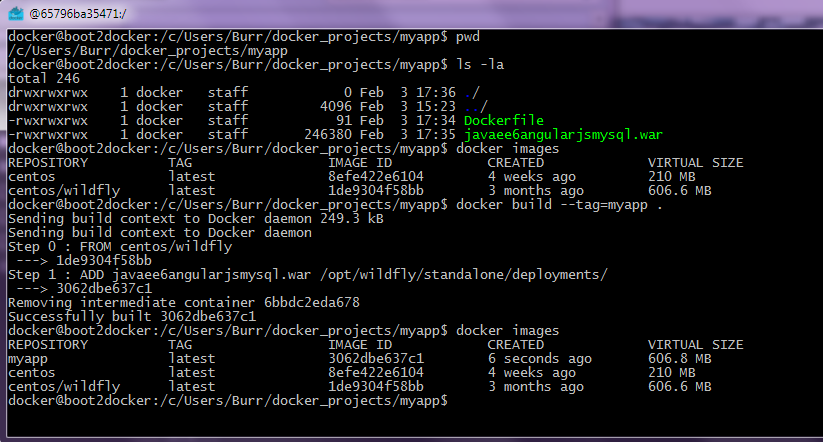 @65796ba35471:/
docker@boot2docker:/c/Users/Burr/docker_projects/myapp$ pwd
/c/Users/Burr/docker_projects/myapp
docker@boot2docker:/c/Users/Burr/docker_projects/myapp$ ls -la
total 246
drwxrwxrwx    1 docker   staff            0 Feb  3 17:36 ./
drwxrwxrwx    1 docker   staff         4096 Feb  3 15:23 ../
-rwxrwxrwx    1 docker   staff           91 Feb  3 17:34 Dockerfile
-rwxrwxrwx    1 docker   staff       246380 Feb  3 17:35 javaee6angularjsmysql.war
docker@boot2docker:/c/Users/Burr/docker_projects/myapp$ docker images
REPOSITORY          TAG                 IMAGE ID            CREATED             VIRTUAL SIZE
centos              latest              8efe422e6104        4 weeks ago         210 MB
centos/wildfly      latest              1de9304f58bb        3 months ago        606.6 MB
docker@boot2docker:/c/Users/Burr/docker_projects/myapp$ docker build --tag=myapp .
Sending build context to Docker daemon 249.3 kB
Sending build context to Docker daemon
Step 0 : FROM centos/wildfly
 ---> 1de9304f58bb
Step 1 : ADD javaee6angularjsmysql.war /opt/wildfly/standalone/deployments/
 ---> 3062dbe637c1
Removing intermediate container 6bbdc2eda678
Successfully built 3062dbe637c1
docker@boot2docker:/c/Users/Burr/docker_projects/myapp$ docker images
REPOSITORY          TAG                 IMAGE ID            CREATED             VIRTUAL SIZE
myapp               latest              3062dbe637c1        6 seconds ago       606.8 MB
centos              latest              8efe422e6104        4 weeks ago         210 MB
centos/wildfly      latest              1de9304f58bb        3 months ago        606.6 MB
docker@boot2docker:/c/Users/Burr/docker_projects/myapp$